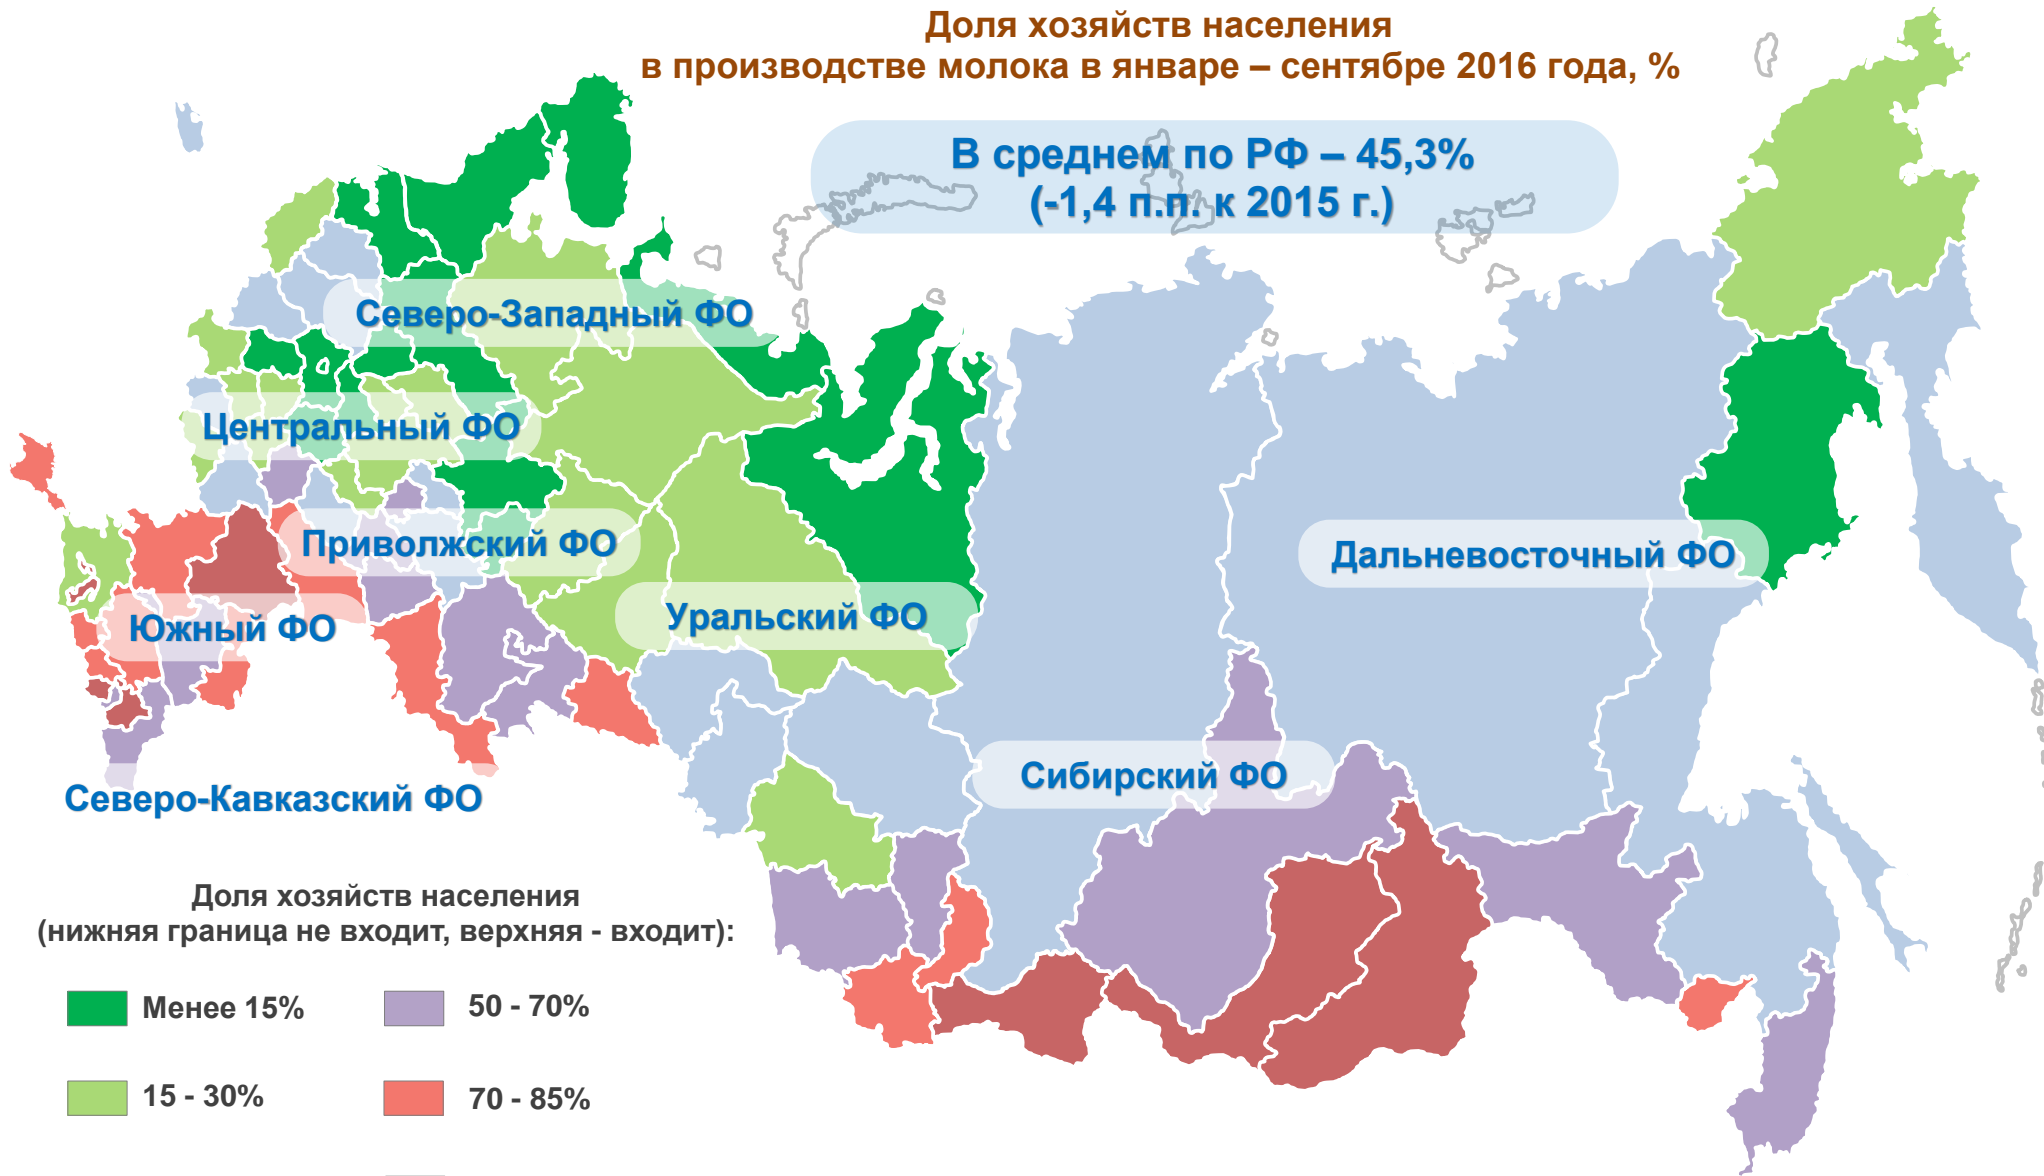 Доля хозяйств населения
в производстве молока в январе – сентябре 2016 года, %
В среднем по РФ – 45,3%
(-1,4 п.п. к 2015 г.)
Северо-Западный ФО
Центральный ФО
Приволжский ФО
Дальневосточный ФО
Южный ФО
Уральский ФО
Сибирский ФО
Северо-Кавказский ФО
Доля хозяйств населения
(нижняя граница не входит, верхняя - входит):
Менее 15%
50 - 70%
15 - 30%
70 - 85%